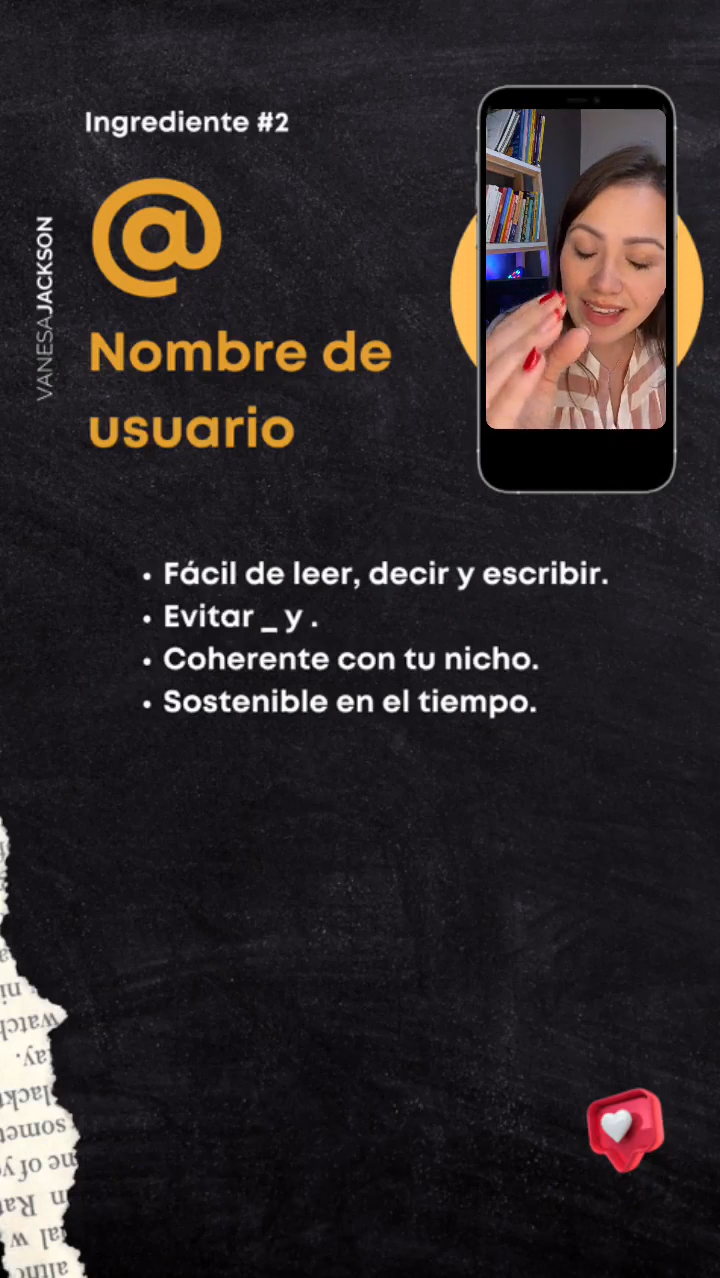 Ingrediente #2
@
Nombre de
usuario
VANESAJACKSON
• Fácil de leer, decir y escribir.
• Evitar _ y .
• Coherente con tu nicho.
• Sostenible en el tiempo.